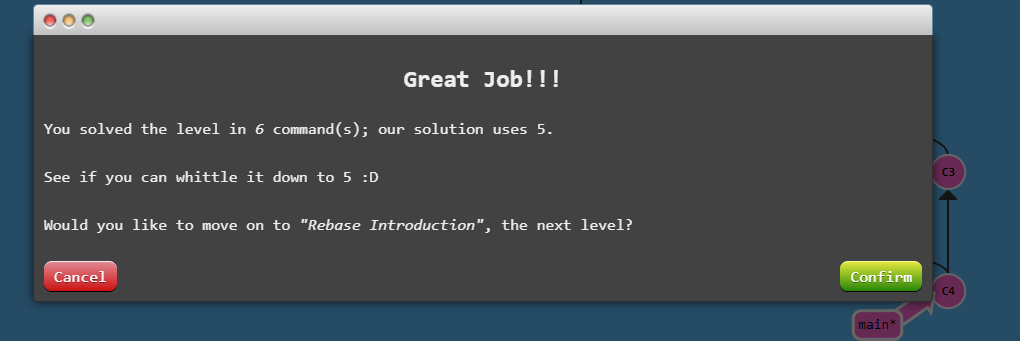 Great Job!!!
You solved the level in 6 command(s); our solution uses 5.
See if you can whittle it down to 5 :D
Would you like to move on to "Rebase Introduction", the next level?
Cancel
Confirm
C3
C4
main*